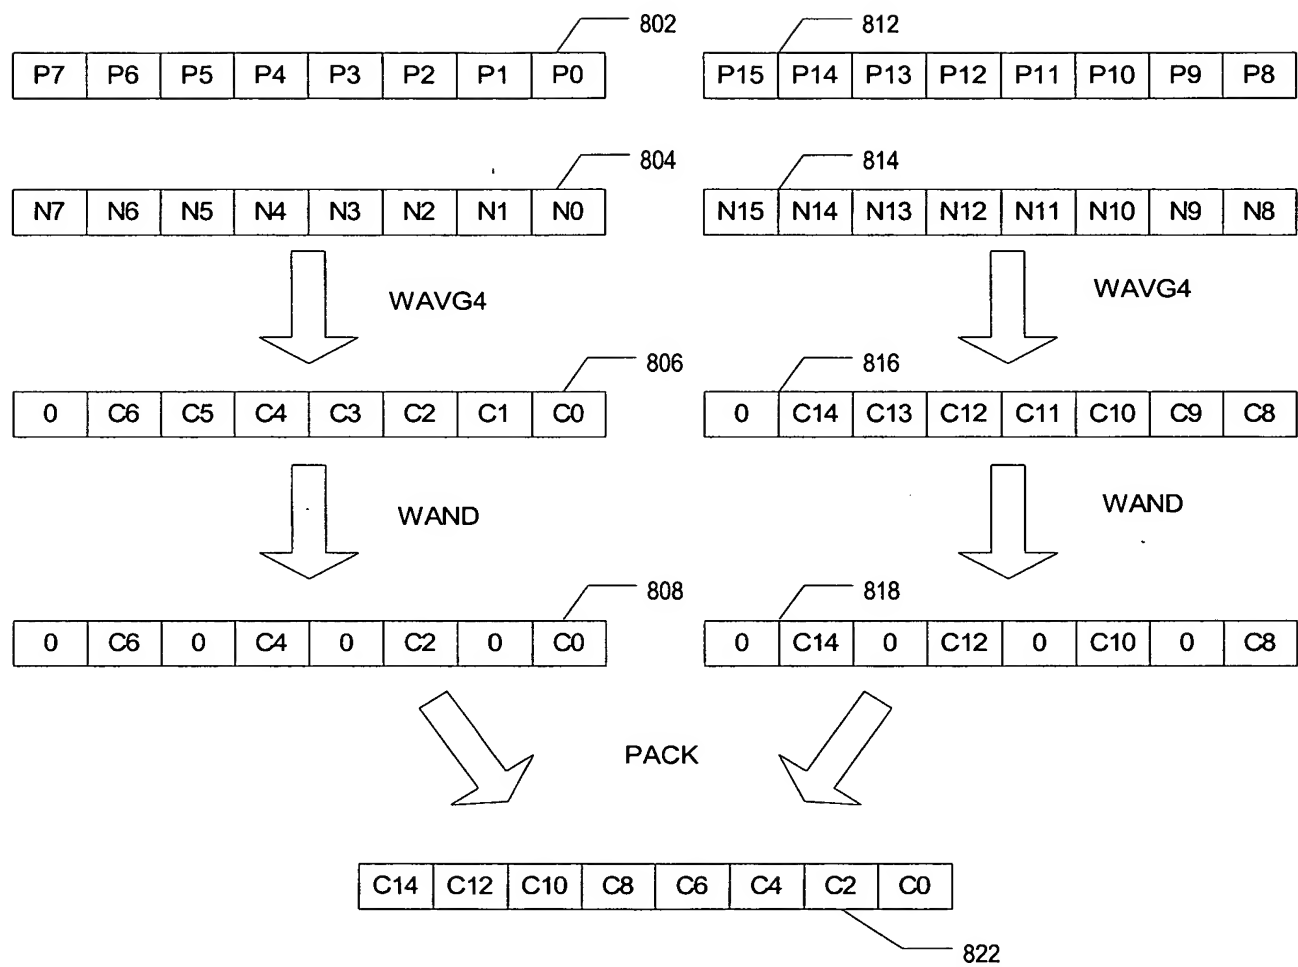 802 812
P7 P6 P5 P4 P3 P2 P1 P0 P15 P14 P13 P12 P11 P10 P9 P8
804 814
N7 N6 N5 N4 N3 N2 N1 N0 N15 N14 N13 N12 N11 N10 N9 N8
WAVG4 WAVG4
806 816
0 C6 C5 C4 C3 C2 C1 C0 0 C14 C13 C12 C11 C10 C9 C8
WAND WAND
808 818
0 C6 0 C4 0 C2 0 C0 0 C14 0 C12 0 C10 0 C8
PACK
C14 C12 C10 C8 C6 C4 C2 C0
822